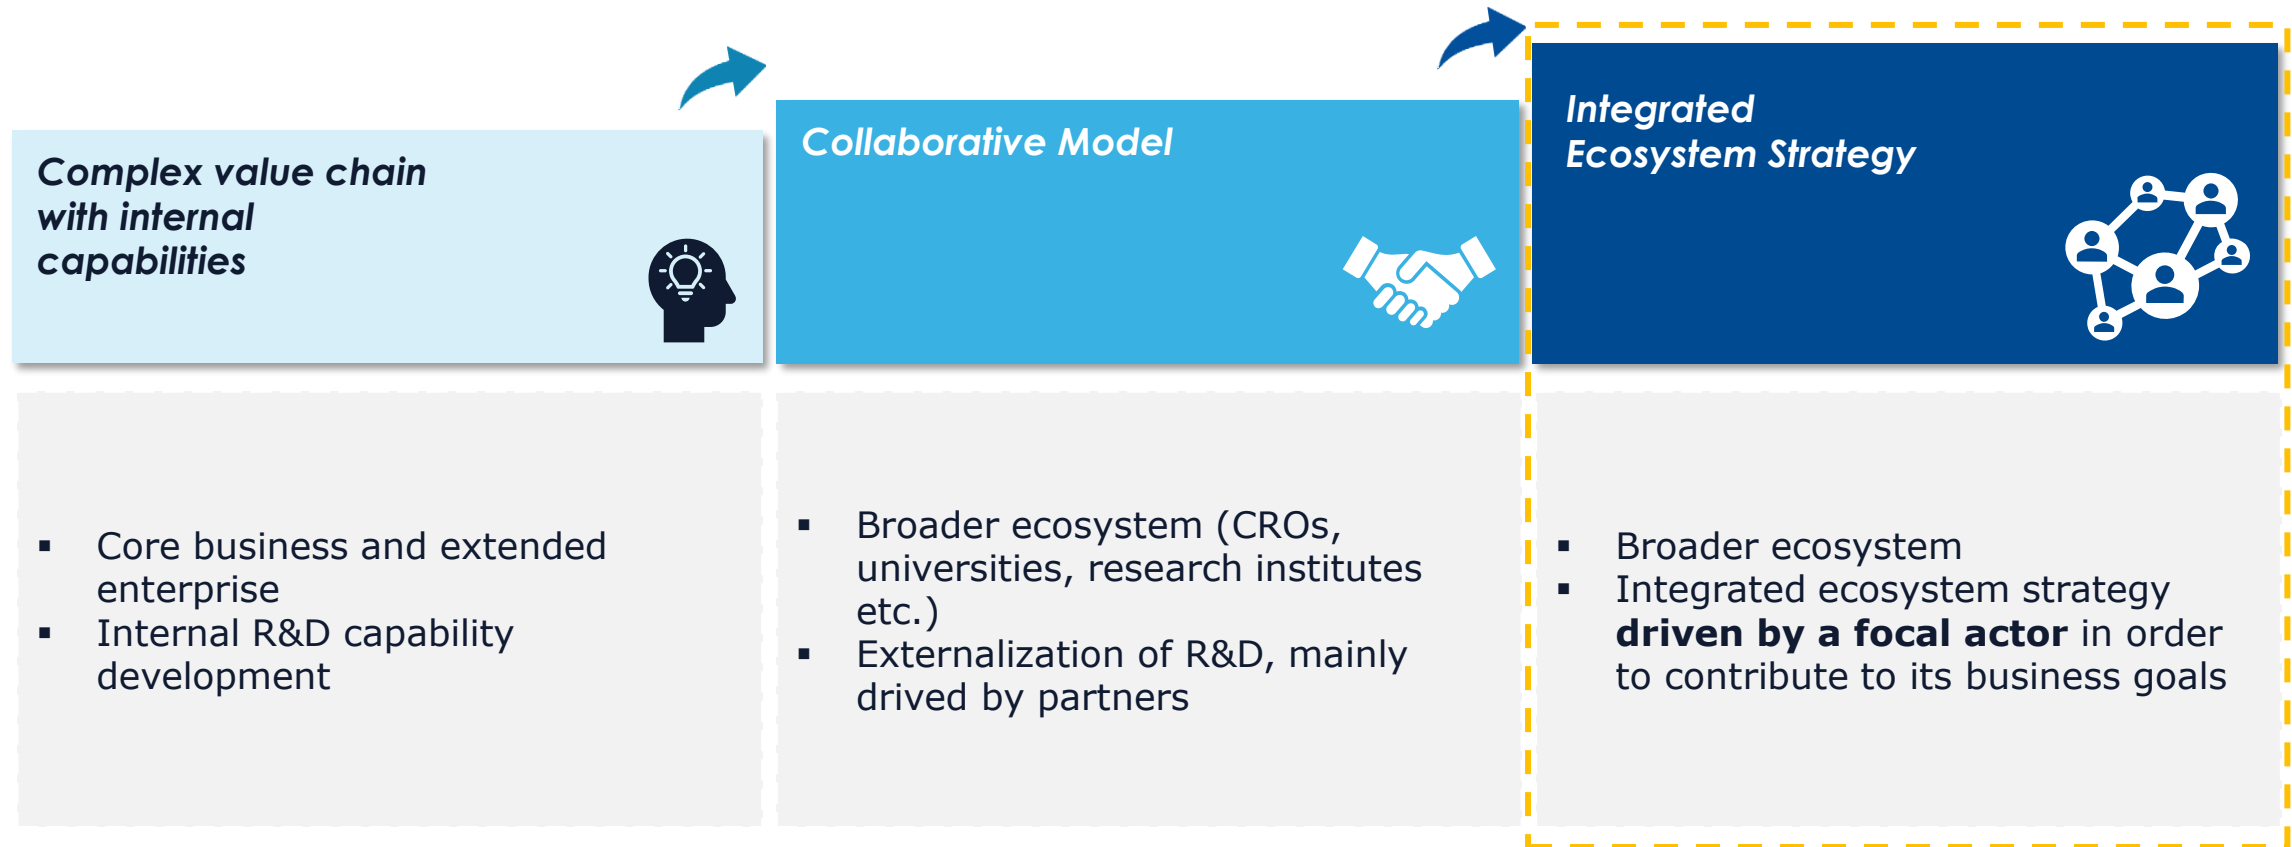 Complex value chain
with internal
capabilities
Collaborative Model
Integrated
Ecosystem Strategy
▪ Core business and extended
enterprise
▪ Internal R&D capability
development
▪ Broader ecosystem (CROs,
universities, research institutes
etc.)
▪ Externalization of R&D, mainly
drived by partners
▪ Broader ecosystem
▪ Integrated ecosystem strategy
driven by a focal actor in order
to contribute to its business goals